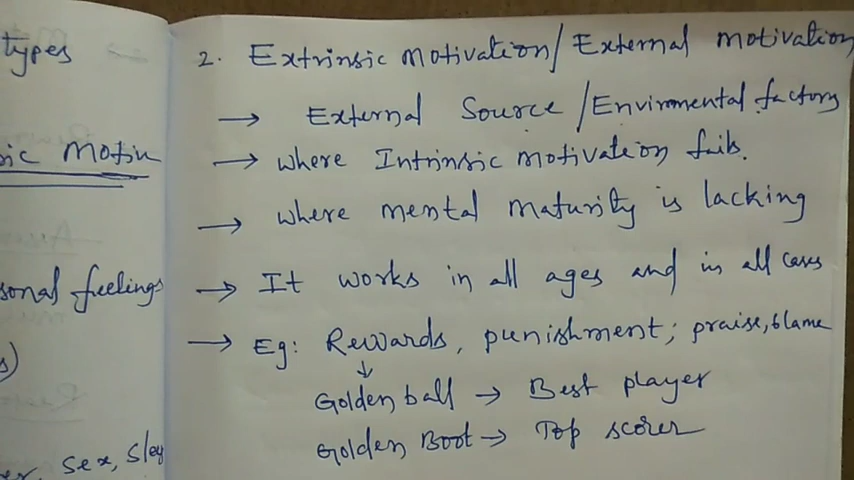 types
ic Motiv
sonal feelings
s)
er, sex, sleep
2. Extrinsic Motivation/External motivation
→ External Source /Envirmental factors
→ where Intrinsic motivation fails.
→ where mental maturity is lacking
→ It works in all ages and in all cases
→ Eg: Rewards, punishment; praise, blame
↓
Golden ball → Best player
Golden Boot → Top scorer